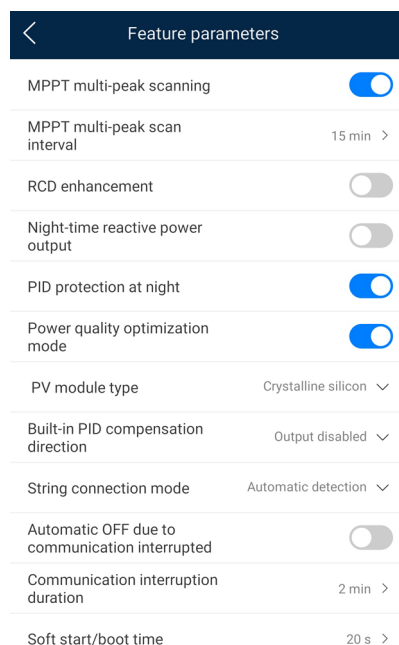 Feature parameters
MPPT multi-peak scanning
MPPT multi-peak scan
interval
15 min
RCD enhancement
Night-time reactive power
output
PID protection at night
Power quality optimization
mode
PV module type
Crystalline silicon
Built-in PID compensation
direction
Output disabled
String connection mode
Automatic detection
Automatic OFF due to
communication interrupted
Communication interruption
duration
2 min
Soft start/boot time
20 s